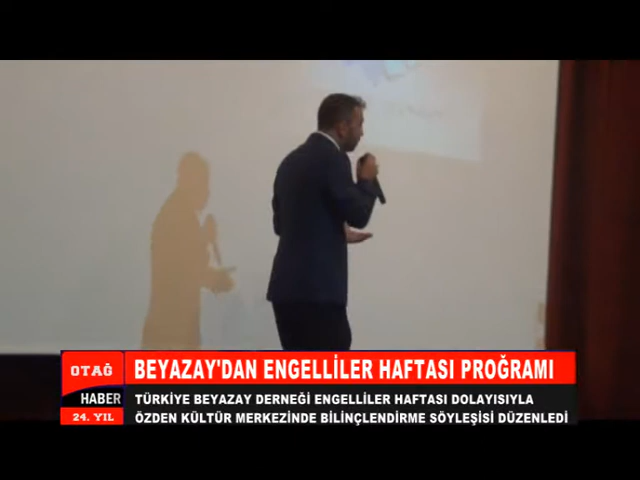 OTAĞ
HABER
24. YIL
BEYAZAY'DAN ENGELLİLER HAFTASI PROĞRAMI
TÜRKİYE BEYAZAY DERNEĞİ ENGELLİLER HAFTASI DOLAYISIYLA
ÖZDEN KÜLTÜR MERKEZİNDE BİLİNÇLENDİRME SÖYLEŞİSİ DÜZENLEDİ